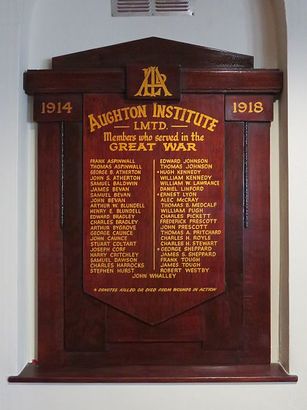 1914
1918
AUGHTON INSTITUTE
LMTD.
Members who served in the
GREAT WAR
FRANK ASPINWALL
THOMAS ASPINWALL
GEORGE B. ATHERTON
JOHN S. ATHERTON
SAMUEL BALDWIN
JAMES BEVAN
SAMUEL BEVAN
JOHN BEVAN
ARTHUR W. BLUNDELL
HENRY E. BLUNDELL
EDWARD BRADLEY
CHARLES BRADLEY
ARTHUR BYGROVE
GEORGE CAUNCE
JOHN CAUNCE
STUART COLTART
JOSEPH CORF
HARRY CRITCHLEY
SAMUEL DAWSON
CHARLES HARROCKS
STEPHEN HURST
EDWARD JOHNSON
THOMAS JOHNSON
* HUGH KENNEDY
WILLIAM KENNEDY
WILLIAM W. LAWRANCE
DANIEL LINFORD
* ERNEST LYON
ALEC McCRAY
THOMAS B. MEDCALF
WILLIAM PUGH
CHARLES PICKETT
FREDERICK PRESCOTT
JOHN PRESCOTT
THOMAS A. PRITCHARD
CHARLES H. ROYLE
CHARLES H. STEWART
* GEORGE SHEPPARD
JAMES S. SHEPPARD
FRANK TOUGH
JAMES TOUGH
ROBERT WESTBY
JOHN WHALLEY
* DENOTES KILLED OR DIED FROM WOUNDS IN ACTION